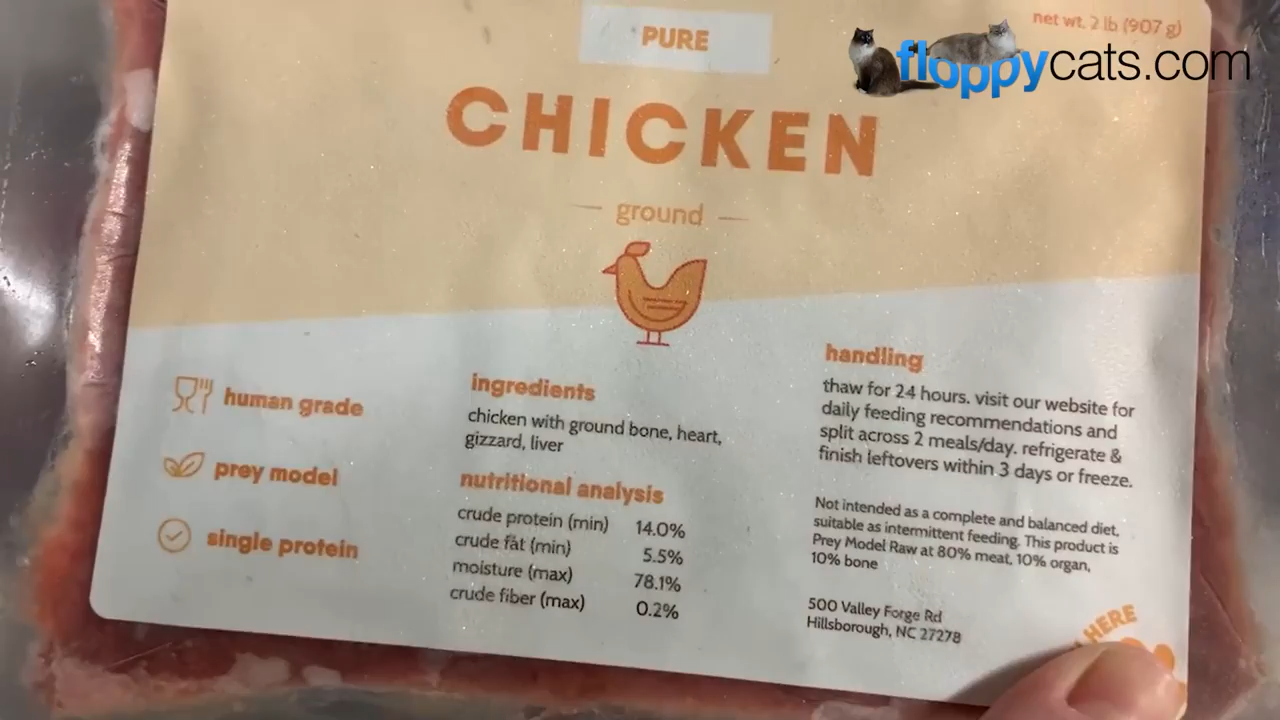 net wt. 2 lb (907 g)
floppycats.com
PURE
CHICKEN
ground
human grade
prey model
single protein
ingredients
chicken with ground bone, heart,
gizzard, liver
nutritional analysis
crude protein (min) 14.0%
crude fat (min) 5.5%
moisture (max) 78.1%
crude fiber (max) 0.2%
handling
thaw for 24 hours. visit our website for
daily feeding recommendations and
split across 2 meals/day. refrigerate &
finish leftovers within 3 days or freeze.
Not intended as a complete and balanced diet,
suitable as intermittent feeding. This product is
Prey Model Raw at 80% meat, 10% organ,
10% bone
500 Valley Forge Rd
Hillsborough, NC 27278
HERE